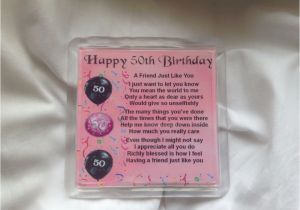 Happy 50th Birthday
A Friend Just Like You
I just want to let you know
You mean the world to me
Only a heart as dear as yours
Would give so unselfishly
The many things you've done
All the times that you were there
Help me know deep down inside
How much you really care
Even though I might not say
I appreciate all you do
Richly blessed is how I feel
Having a friend just like you
50
50
50